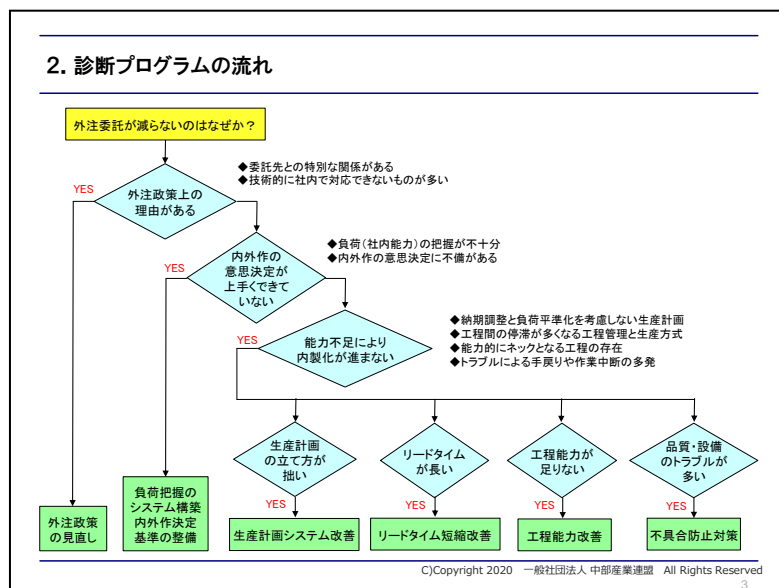 2. 診断プログラムの流れ
外注委託が減らないのはなぜか？
◆委託先との特別な関係がある
◆技術的に社内で対応できないものが多い
YES
外注政策上の
理由がある
◆負荷（社内能力）の把握が不十分
◆内外作の意思決定に不備がある
YES
内外作の
意思決定が
上手くできて
いない
◆納期調整と負荷平準化を考慮しない生産計画
◆工程間の停滞が多くなる工程管理と生産方式
◆能力的にネックとなる工程の存在
◆トラブルによる手戻りや作業中断の多発
YES
能力不足により
内製化が進まない
生産計画
の立て方が
拙い
リードタイム
が長い
工程能力が
足りない
品質・設備
のトラブルが
多い
YES
YES
YES
YES
外注政策
の見直し
負荷把握の
システム構築
内外作決定
基準の整備
生産計画システム改善
リードタイム短縮改善
工程能力改善
不具合防止対策
C)Copyright 2020 一般社団法人 中部産業連盟 All Rights Reserved
3